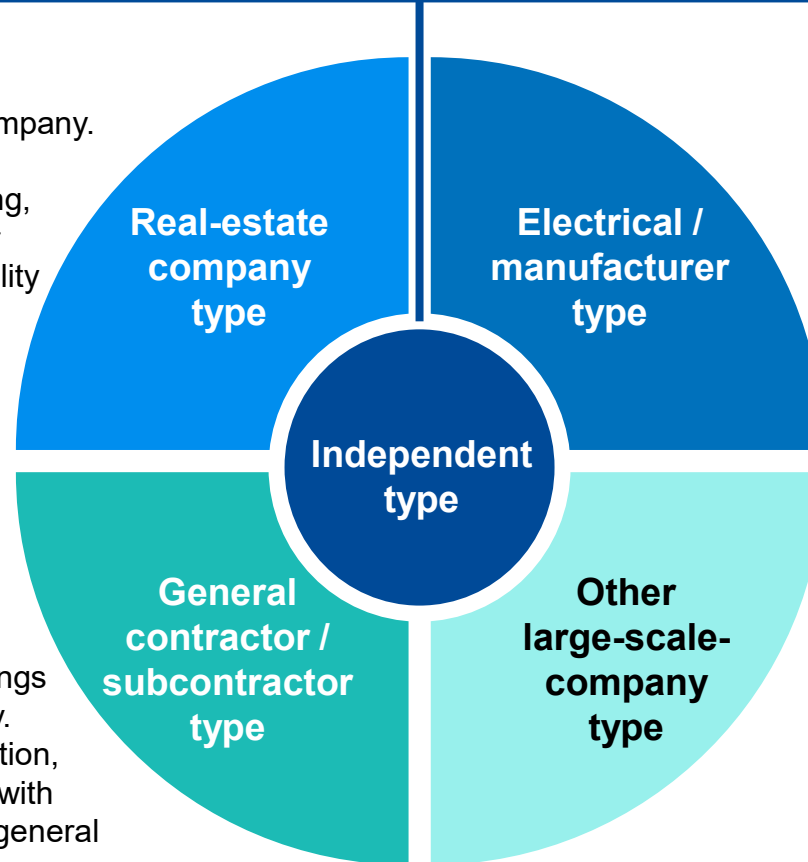 mpany.
ng,
lity
Real-estate
company
type
Electrical /
manufacturer
type
Independent
type
General
contractor /
subcontractor
type
Other
large-scale-
company
type
ngs
y.
tion,
with
general